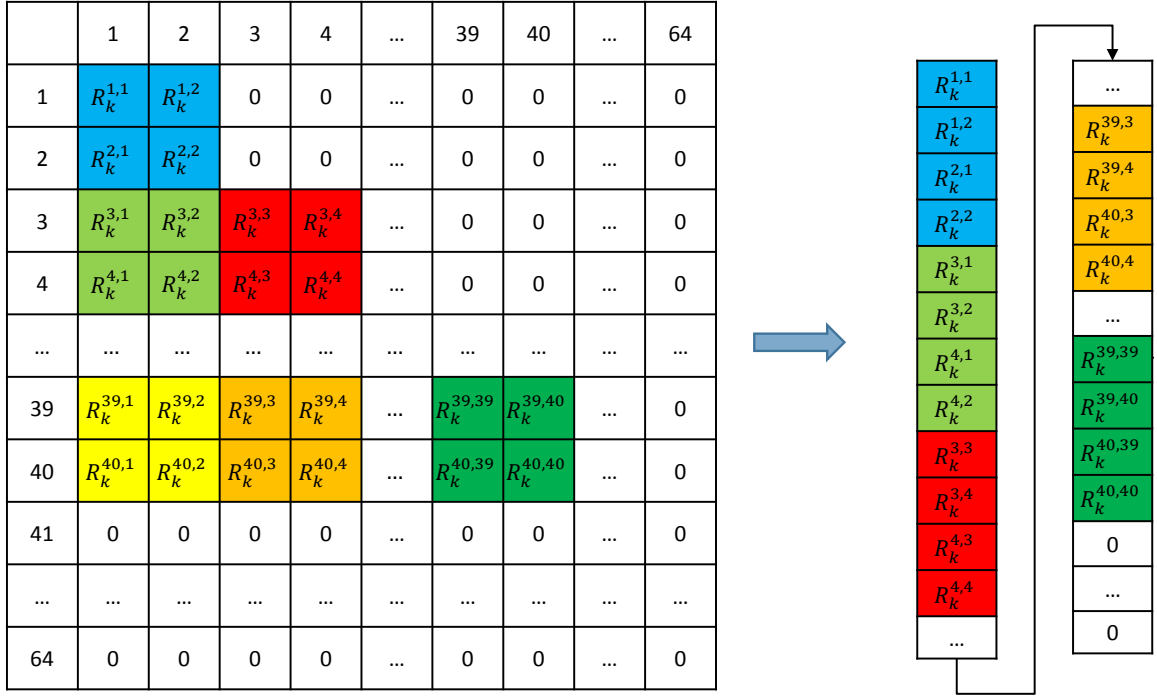 1 2 3 4 ... 39 40 ... 64
1 R_k^{1,1} R_k^{1,2} 0 0 ... 0 0 ... 0
2 R_k^{2,1} R_k^{2,2} 0 0 ... 0 0 ... 0
3 R_k^{3,1} R_k^{3,2} R_k^{3,3} R_k^{3,4} ... 0 0 ... 0
4 R_k^{4,1} R_k^{4,2} R_k^{4,3} R_k^{4,4} ... 0 0 ... 0
... ... ... ... ... ... ... ... ... ...
39 R_k^{39,1} R_k^{39,2} R_k^{39,3} R_k^{39,4} ... R_k^{39,39} R_k^{39,40} ... 0
40 R_k^{40,1} R_k^{40,2} R_k^{40,3} R_k^{40,4} ... R_k^{40,39} R_k^{40,40} ... 0
41 0 0 0 0 ... 0 0 ... 0
... ... ... ... ... ... ... ... ... ...
64 0 0 0 0 ... 0 0 ... 0
R_k^{1,1}
R_k^{1,2}
R_k^{2,1}
R_k^{2,2}
R_k^{3,1}
R_k^{3,2}
R_k^{4,1}
R_k^{4,2}
R_k^{3,3}
R_k^{3,4}
R_k^{4,3}
R_k^{4,4}
...
...
R_k^{39,3}
R_k^{39,4}
R_k^{40,3}
R_k^{40,4}
...
R_k^{39,39}
R_k^{39,40}
R_k^{40,39}
R_k^{40,40}
0
...
0